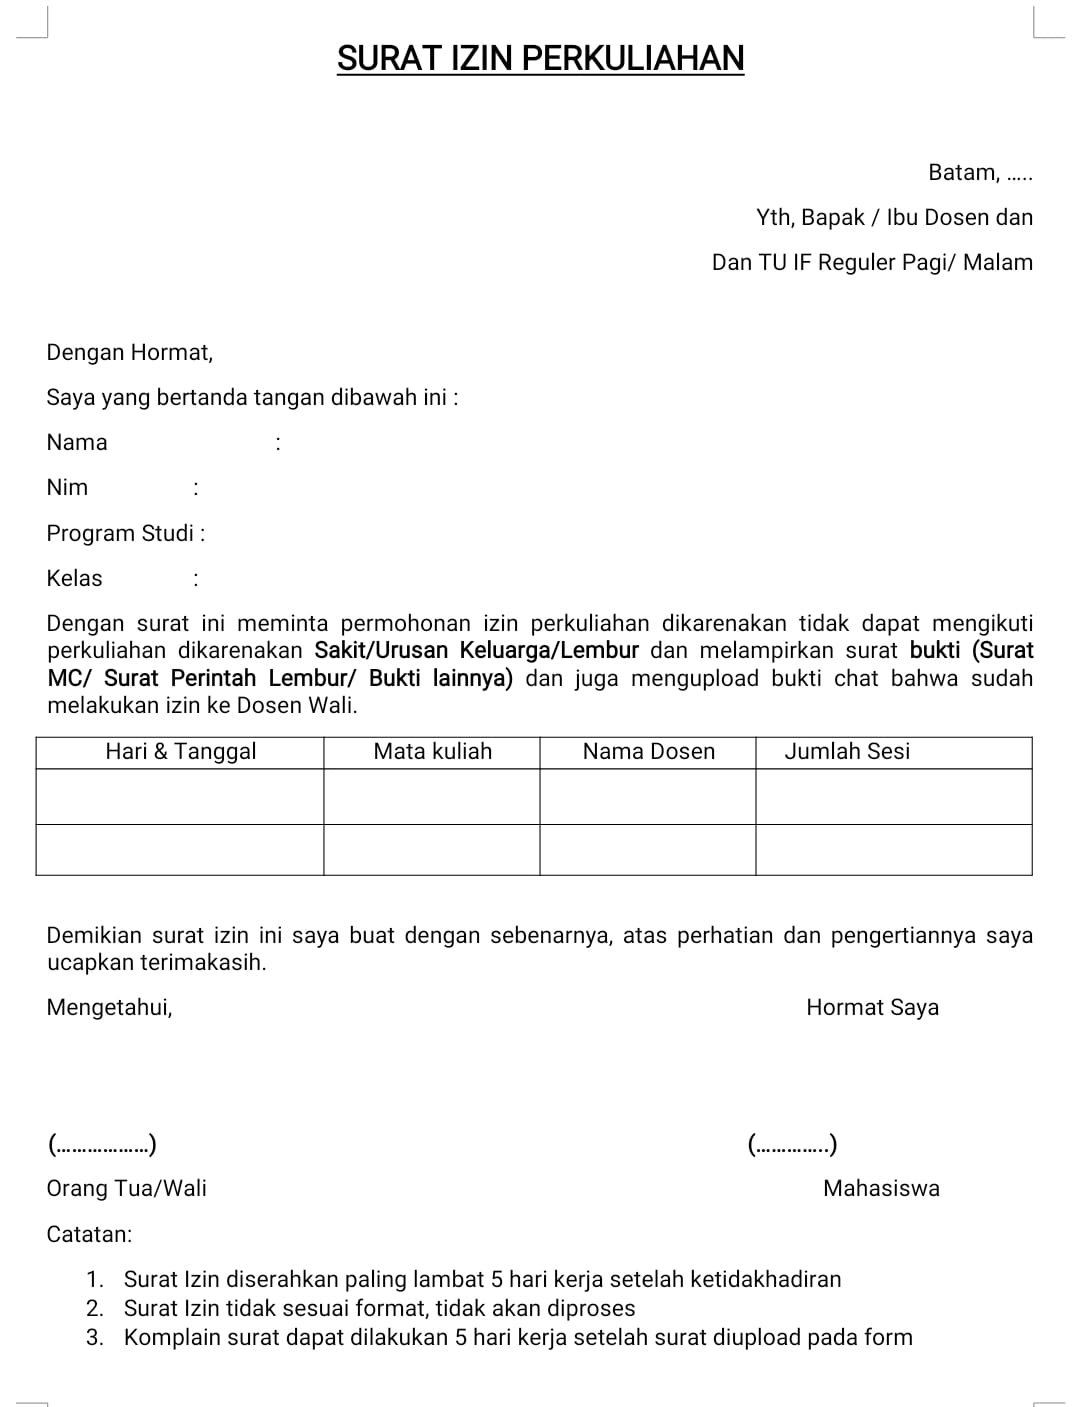 SURAT IZIN PERKULIAHAN
Batam, .....
Yth, Bapak / Ibu Dosen dan
Dan TU IF Reguler Pagi/ Malam
Dengan Hormat,
Saya yang bertanda tangan dibawah ini :
Nama :
Nim :
Program Studi :
Kelas :
Dengan surat ini meminta permohonan izin perkuliahan dikarenakan tidak dapat mengikuti
perkuliahan dikarenakan Sakit/Urusan Keluarga/Lembur dan melampirkan surat bukti (Surat
MC/ Surat Perintah Lembur/ Bukti lainnya) dan juga mengupload bukti chat bahwa sudah
melakukan izin ke Dosen Wali.
Hari & Tanggal Mata kuliah Nama Dosen Jumlah Sesi
Demikian surat izin ini saya buat dengan sebenarnya, atas perhatian dan pengertiannya saya
ucapkan terimakasih.
Mengetahui, Hormat Saya
(..................) (..............)
Orang Tua/Wali Mahasiswa
Catatan:
1. Surat Izin diserahkan paling lambat 5 hari kerja setelah ketidakhadiran
2. Surat Izin tidak sesuai format, tidak akan diproses
3. Komplain surat dapat dilakukan 5 hari kerja setelah surat diupload pada form